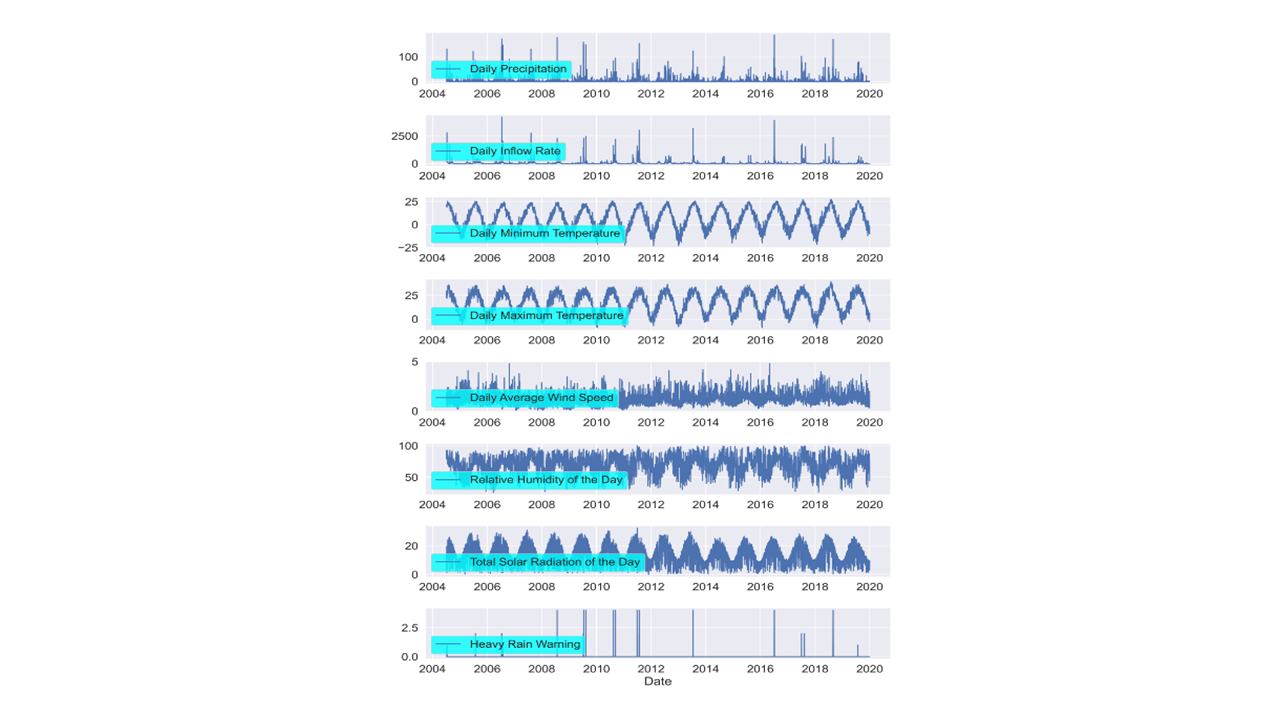 100
Daily Precipitation
0
2004 2006 2008 2010 2012 2014 2016 2018 2020
2500
Daily Inflow Rate
0
2004 2006 2008 2010 2012 2014 2016 2018 2020
25
0
Daily Minimum Temperature
−25
2004 2006 2008 2010 2012 2014 2016 2018 2020
25
Daily Maximum Temperature
0
2004 2006 2008 2010 2012 2014 2016 2018 2020
5
Daily Average Wind Speed
0
2004 2006 2008 2010 2012 2014 2016 2018 2020
100
50
Relative Humidity of the Day
2004 2006 2008 2010 2012 2014 2016 2018 2020
20
Total Solar Radiation of the Day
0
2004 2006 2008 2010 2012 2014 2016 2018 2020
2.5
Heavy Rain Warning
0.0
2004 2006 2008 2010 2012 2014 2016 2018 2020
Date